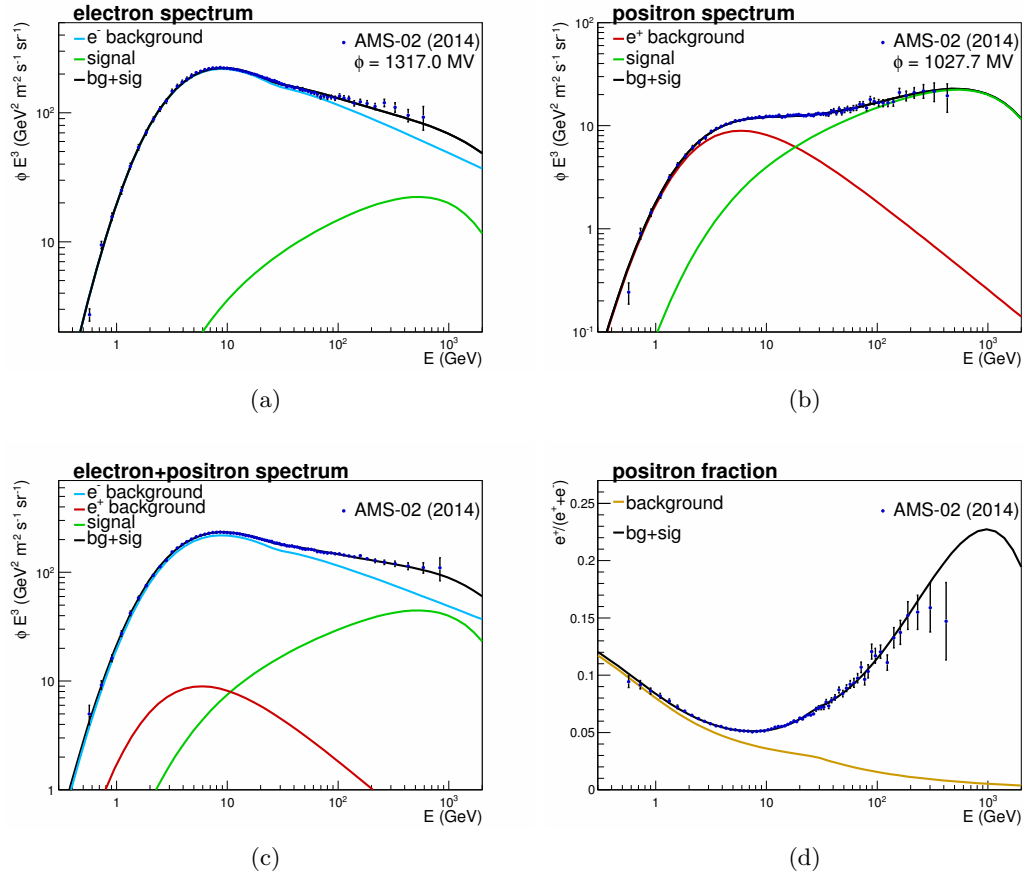 electron spectrum
e⁻ background
signal
bg+sig
AMS-02 (2014)
ϕ = 1317.0 MV
ϕ E³ (GeV² m⁻² s⁻¹ sr⁻¹)
10²
10
1
10
10²
10³
E (GeV)
(a)
positron spectrum
e⁺ background
signal
bg+sig
AMS-02 (2014)
ϕ = 1027.7 MV
ϕ E³ (GeV² m⁻² s⁻¹ sr⁻¹)
10²
10
1
10⁻¹
1
10
10²
10³
E (GeV)
(b)
electron+positron spectrum
e⁻ background
e⁺ background
signal
bg+sig
AMS-02 (2014)
ϕ E³ (GeV² m⁻² s⁻¹ sr⁻¹)
10²
10
1
1
10
10²
10³
E (GeV)
(c)
positron fraction
background
bg+sig
AMS-02 (2014)
e⁺/(e⁺+e⁻)
0.25
0.2
0.15
0.1
0.05
0
1
10
10²
10³
E (GeV)
(d)